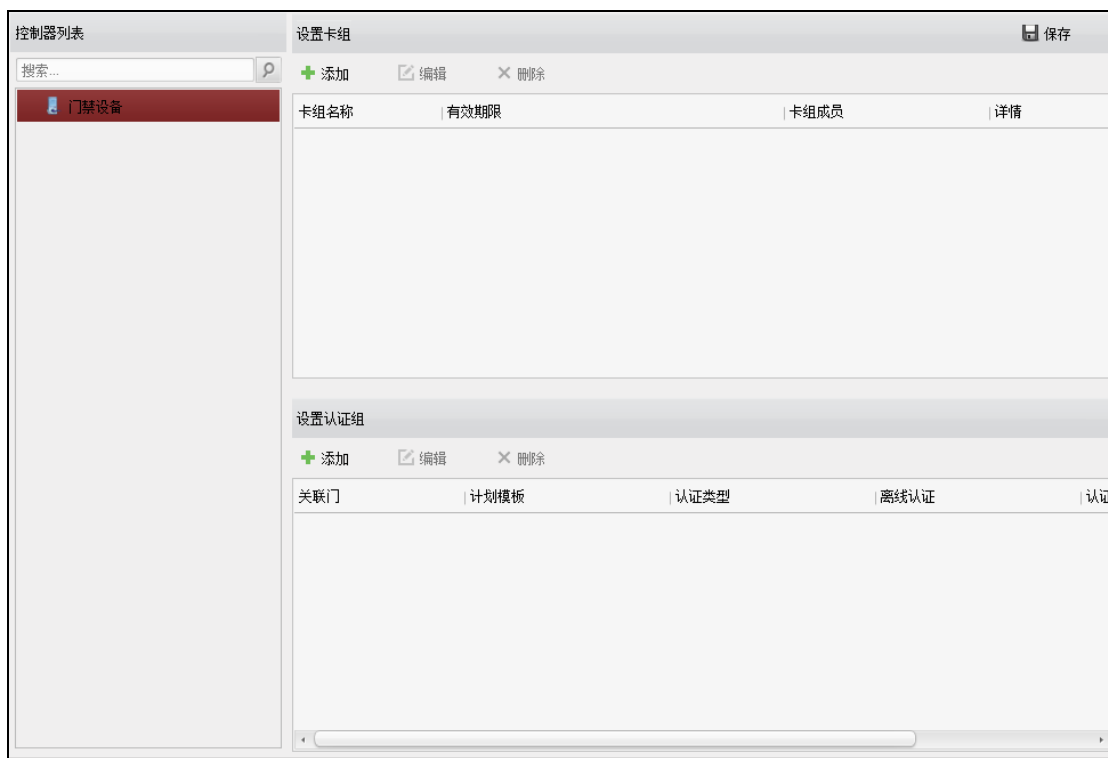 控制器列表
搜索...
门禁设备
设置卡组 保存
添加 编辑 删除
卡组名称 有效期限 卡组成员 详情
设置认证组
添加 编辑 删除
关联门 计划模板 认证类型 离线认证 认证